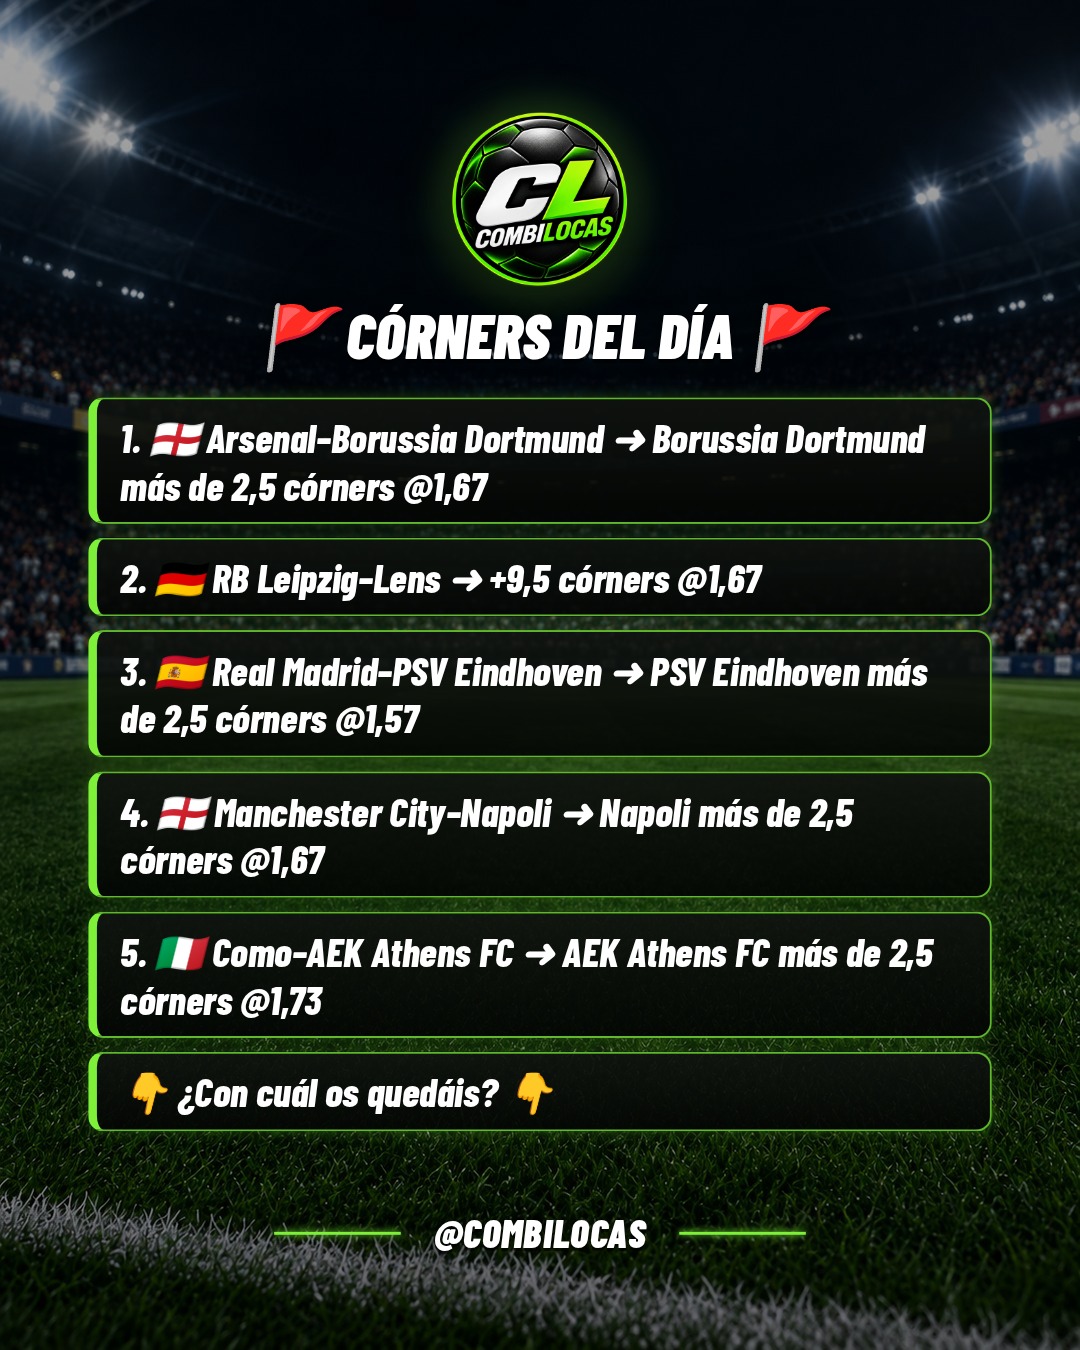 CL
COMBILOCAS
🚩 CÓRNERS DEL DÍA 🚩
1. 🏴󠁧󠁢󠁥󠁮󠁧󠁿 Arsenal-Borussia Dortmund ➜ Borussia Dortmund
más de 2,5 córners @1,67
2. 🇩🇪 RB Leipzig-Lens ➜ +9,5 córners @1,67
3. 🇪🇸 Real Madrid-PSV Eindhoven ➜ PSV Eindhoven más
de 2,5 córners @1,57
4. 🏴󠁧󠁢󠁥󠁮󠁧󠁿 Manchester City-Napoli ➜ Napoli más de 2,5
córners @1,67
5. 🇮🇹 Como-AEK Athens FC ➜ AEK Athens FC más de 2,5
córners @1,73
👇 ¿Con cuál os quedáis? 👇
@COMBILOCAS